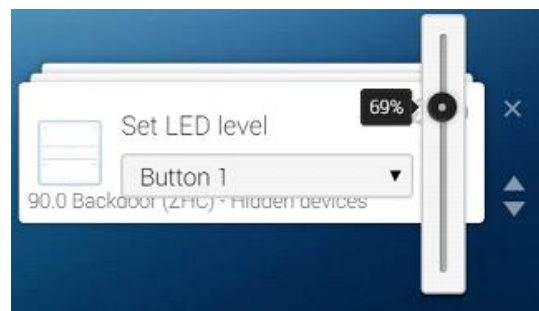 69%
Set LED level
Button 1
90.0 Backdoor (ZHC) - Hidden devices